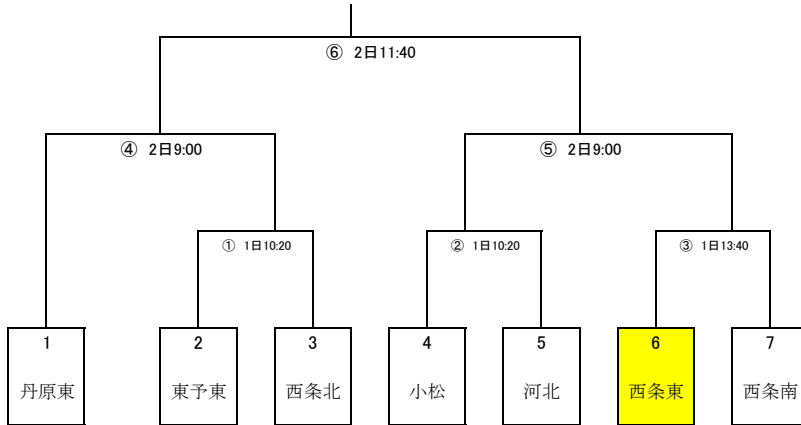 ⑥ 2日11:40
④ 2日9:00
⑤ 2日9:00
① 1日10:20
② 1日10:20
③ 1日13:40
1
2
3
4
5
6
7
丹原東
東予東
西条北
小松
河北
西条東
西条南